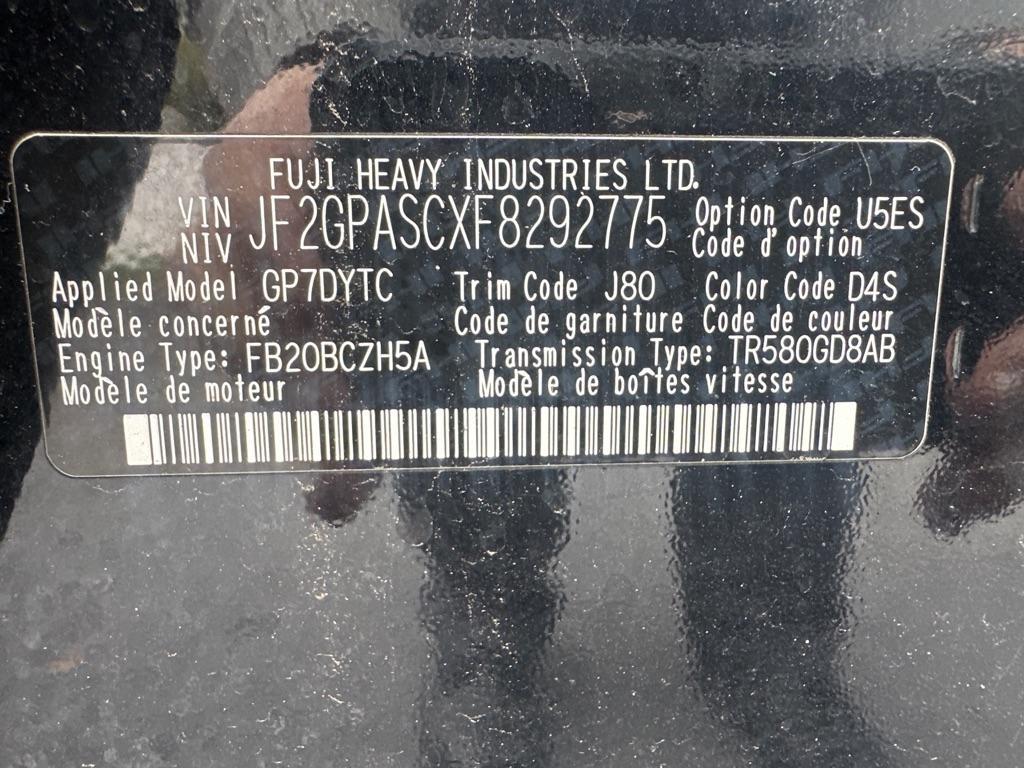 FUJI HEAVY INDUSTRIES LTD.
VIN JF2GPASCXF8292775 Option Code U5ES
NIV Code d'option
Applied Model GP7DYTC Trim Code J80 Color Code D4S
Modèle concerné Code de garniture Code de couleur
Engine Type: FB20BCZH5A Transmission Type: TR580GD8AB
Modèle de moteur Modèle de boîtes vitesse